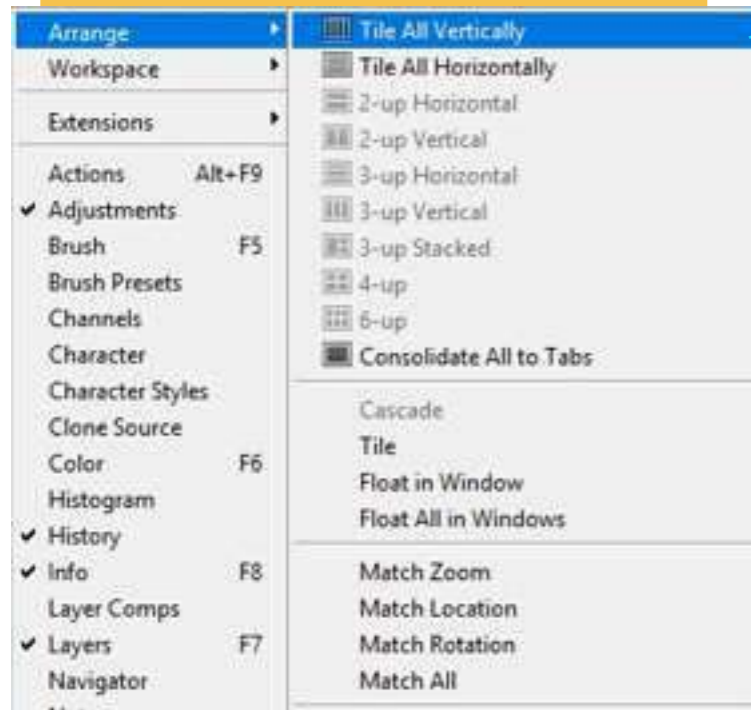 Arrange
Workspace
Extensions
Actions Alt+F9
Adjustments
Brush F5
Brush Presets
Channels
Character
Character Styles
Clone Source
Color F6
Histogram
History
Info F8
Layer Comps
Layers F7
Navigator
Tile All Vertically
Tile All Horizontally
2-up Horizontal
2-up Vertical
3-up Horizontal
3-up Vertical
3-up Stacked
4-up
6-up
Consolidate All to Tabs
Cascade
Tile
Float in Window
Float All in Windows
Match Zoom
Match Location
Match Rotation
Match All